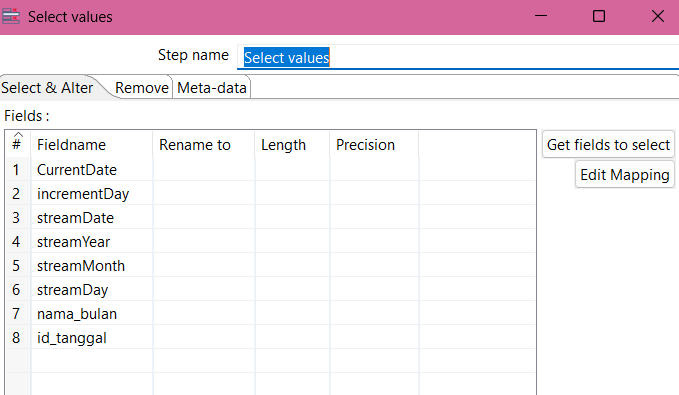 Select values
Step name Select values
Select & Alter Remove Meta-data
Fields :
# Fieldname Rename to Length Precision
Get fields to select
1 CurrentDate
Edit Mapping
2 incrementDay
3 streamDate
4 streamYear
5 streamMonth
6 streamDay
7 nama_bulan
8 id_tanggal